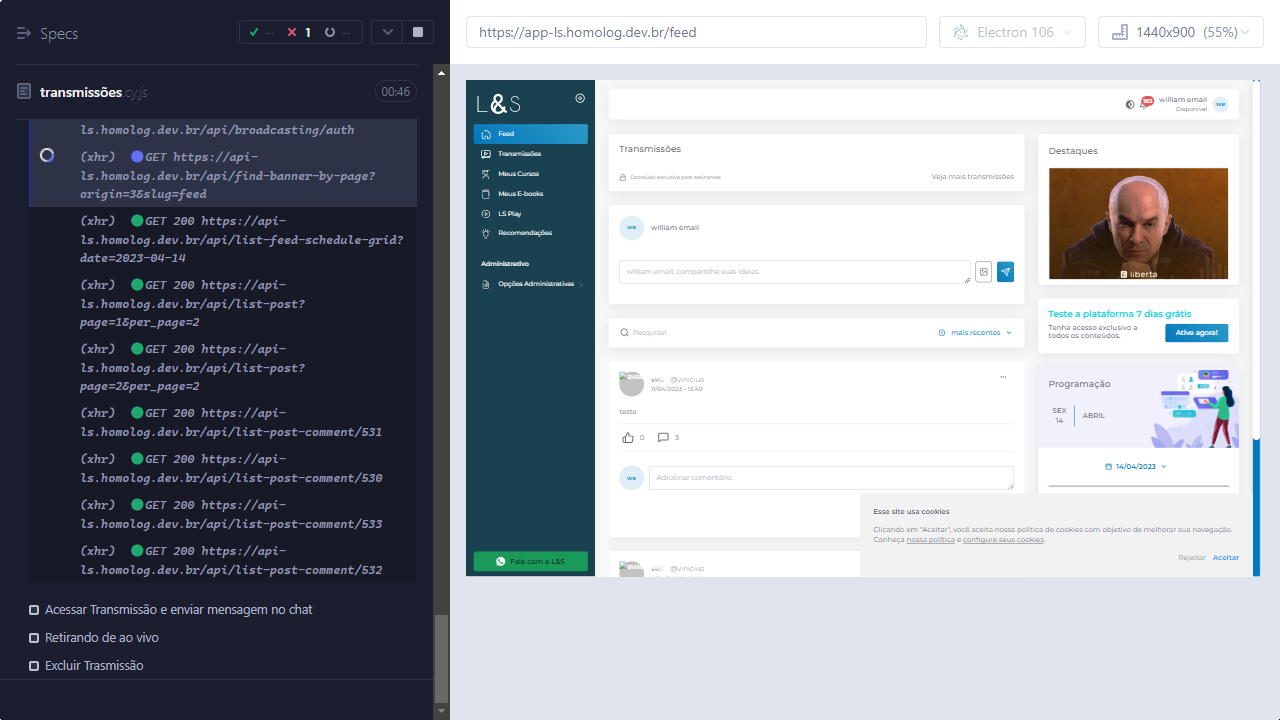 Specs
-- 1 --
transmissões.cy.js
00:46
ls.homolog.dev.br/api/broadcasting/auth
(xhr) GET https://api-
ls.homolog.dev.br/api/find-banner-by-page?
origin=3&slug=feed
(xhr) GET 200 https://api-
ls.homolog.dev.br/api/list-feed-schedule-grid?
date=2023-04-14
(xhr) GET 200 https://api-
ls.homolog.dev.br/api/list-post?
page=1&per_page=2
(xhr) GET 200 https://api-
ls.homolog.dev.br/api/list-post?
page=2&per_page=2
(xhr) GET 200 https://api-
ls.homolog.dev.br/api/list-post-comment/531
(xhr) GET 200 https://api-
ls.homolog.dev.br/api/list-post-comment/530
(xhr) GET 200 https://api-
ls.homolog.dev.br/api/list-post-comment/533
(xhr) GET 200 https://api-
ls.homolog.dev.br/api/list-post-comment/532
Acessar Transmissão e enviar mensagem no chat
Retirando de ao vivo
Excluir Trasmissão
https://app-ls.homolog.dev.br/feed
Electron 106
1440x900 (55%)
L&S
Feed
Transmissões
Meus Cursos
Meus E-books
LS Play
Recomendações
Administrativo
Opções Administrativas
Fale com a L&S
william email
Disponível
we
Transmissões
Conteúdo exclusivo para assinantes
Veja mais transmissões
we
william email
william email, compartilhe suas ideias.
Pesquisar
mais recentes
@vinicius
11/04/2023 - 13:49
teste
0
3
we
Adicionar comentário
@vinicius
Destaques
liberta
Teste a plataforma 7 dias grátis
Tenha acesso exclusivo a
todos os conteúdos.
Ative agora!
Programação
SEX
14
ABRIL
14/04/2023
Esse site usa cookies
Clicando em "Aceitar", você aceita nossa política de cookies com objetivo de melhorar sua navegação.
Conheça nossa política e configure seus cookies.
Rejeitar
Aceitar